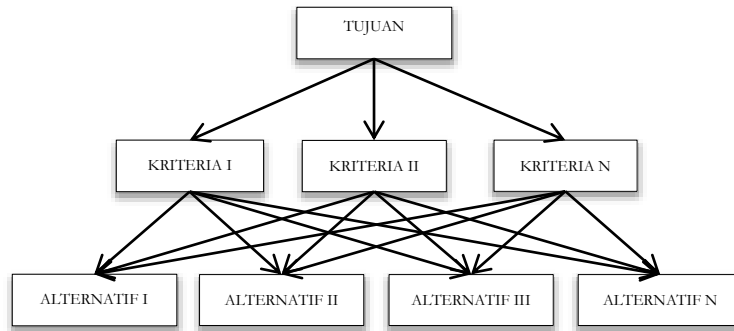 TUJUAN
KRITERIA I
KRITERIA II
KRITERIA N
ALTERNATIF I
ALTERNATIF II
ALTERNATIF III
ALTERNATIF N